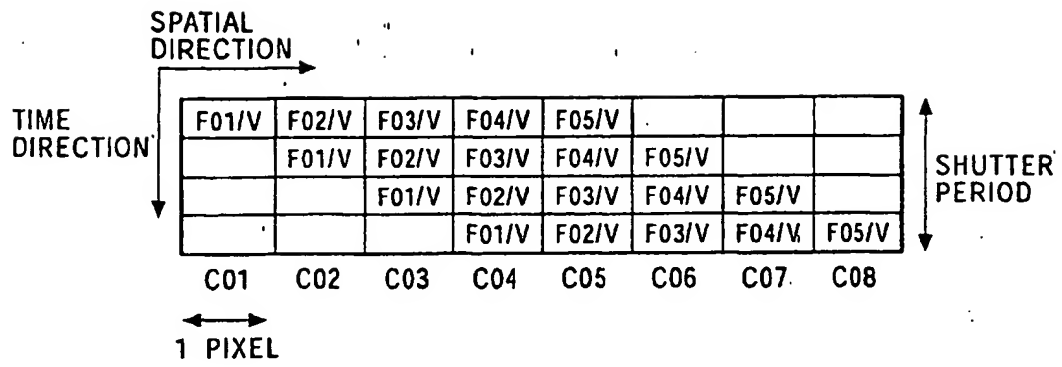 SPATIAL
DIRECTION
TIME
DIRECTION
F01/V F02/V F03/V F04/V F05/V
F01/V F02/V F03/V F04/V F05/V
F01/V F02/V F03/V F04/V F05/V
F01/V F02/V F03/V F04/V F05/V
SHUTTER
PERIOD
C01 C02 C03 C04 C05 C06 C07 C08
1 PIXEL